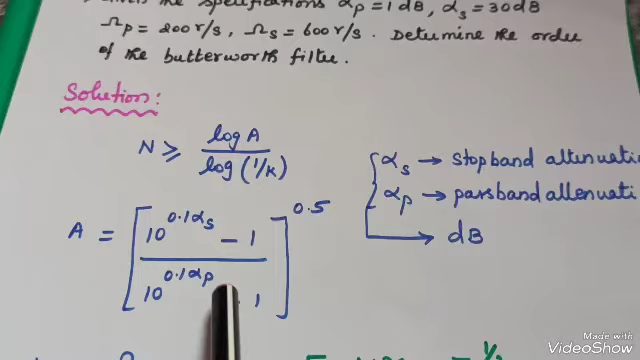 the specifications αp = 1 dB, αs = 30 dB
Ωp = 200 r/s, Ωs = 600 r/s. Determine the order
of the butterworth filter.
Solution:
N ≥ log A / log (1/k)
αs → stopband attenuati
αp → passband attenuati
→ dB
A = [ 10^0.1αs − 1 / 10^0.1αp 1 ]^0.5
Made With
VideoShow